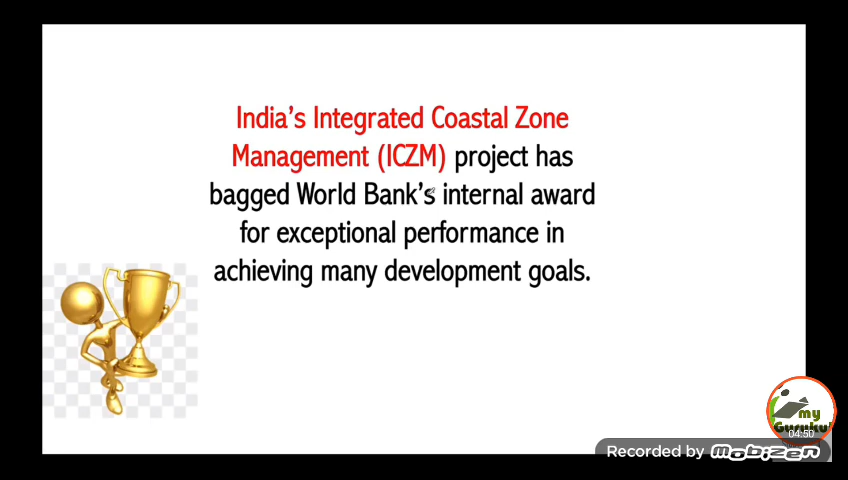 India's Integrated Coastal Zone
Management (ICZM) project has
bagged World Bank's internal award
for exceptional performance in
achieving many development goals.
my
Gurukul
04:50
Recorded by Mobizen